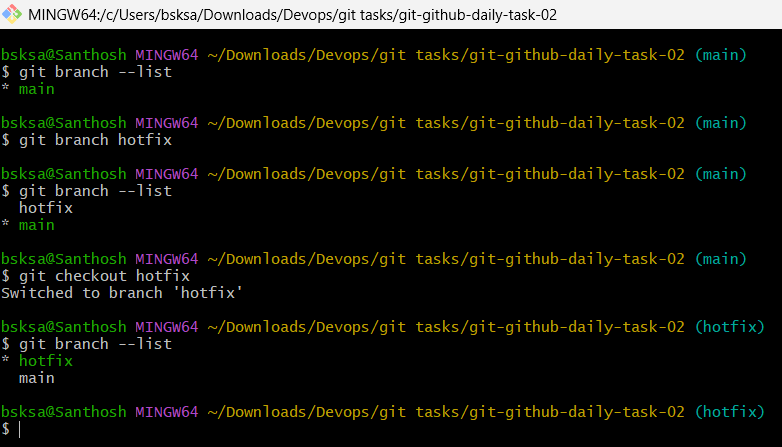 MINGW64:/c/Users/bsksa/Downloads/Devops/git tasks/git-github-daily-task-02
bsksa@Santhosh MINGW64 ~/Downloads/Devops/git tasks/git-github-daily-task-02 (main)
$ git branch --list
* main
bsksa@Santhosh MINGW64 ~/Downloads/Devops/git tasks/git-github-daily-task-02 (main)
$ git branch hotfix
bsksa@Santhosh MINGW64 ~/Downloads/Devops/git tasks/git-github-daily-task-02 (main)
$ git branch --list
  hotfix
* main
bsksa@Santhosh MINGW64 ~/Downloads/Devops/git tasks/git-github-daily-task-02 (main)
$ git checkout hotfix
Switched to branch 'hotfix'
bsksa@Santhosh MINGW64 ~/Downloads/Devops/git tasks/git-github-daily-task-02 (hotfix)
$ git branch --list
* hotfix
  main
bsksa@Santhosh MINGW64 ~/Downloads/Devops/git tasks/git-github-daily-task-02 (hotfix)
$